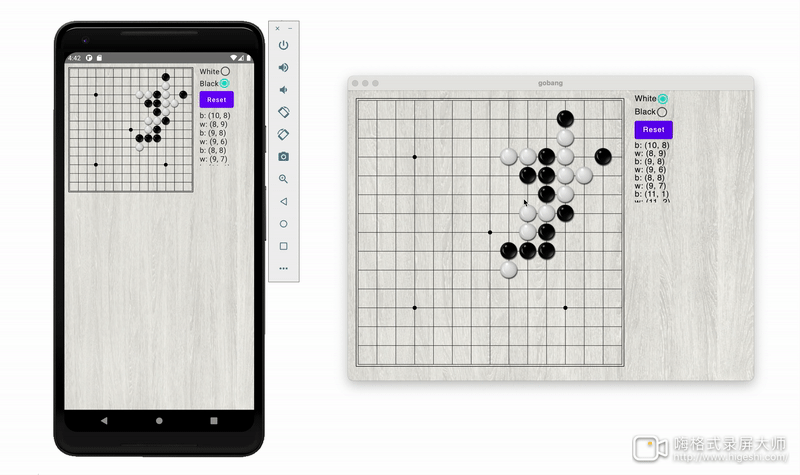 4:42
White
Black
Reset
b: (10, 8)
w: (8, 9)
b: (9, 8)
w: (9, 6)
b: (8, 8)
w: (9, 7)
gobang
White
Black
Reset
b: (10, 8)
w: (8, 9)
b: (9, 8)
w: (9, 6)
b: (8, 8)
w: (9, 7)
b: (11, 1)
嗨格式录屏大师
http://www.higeshi.com/